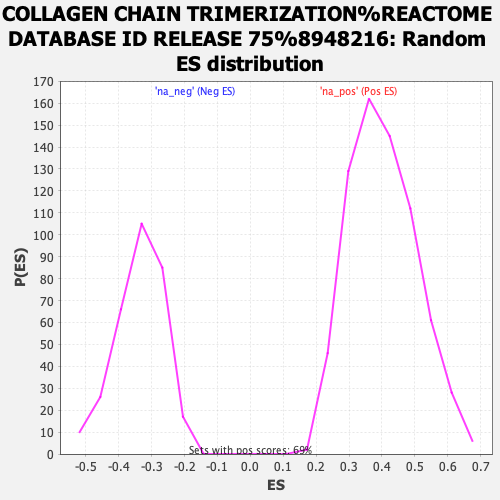 COLLAGEN CHAIN TRIMERIZATION%REACTOME
DATABASE ID RELEASE 75%8948216: Random
ES distribution
'na_neg' (Neg ES)
'na_pos' (Pos ES)
170
160
150
140
130
120
110
100
90
80
70
60
50
40
30
20
10
0
P(ES)
Sets with pos scores: 69%
-0.5 -0.4 -0.3 -0.2 -0.1 0.0 0.1 0.2 0.3 0.4 0.5 0.6 0.7
ES